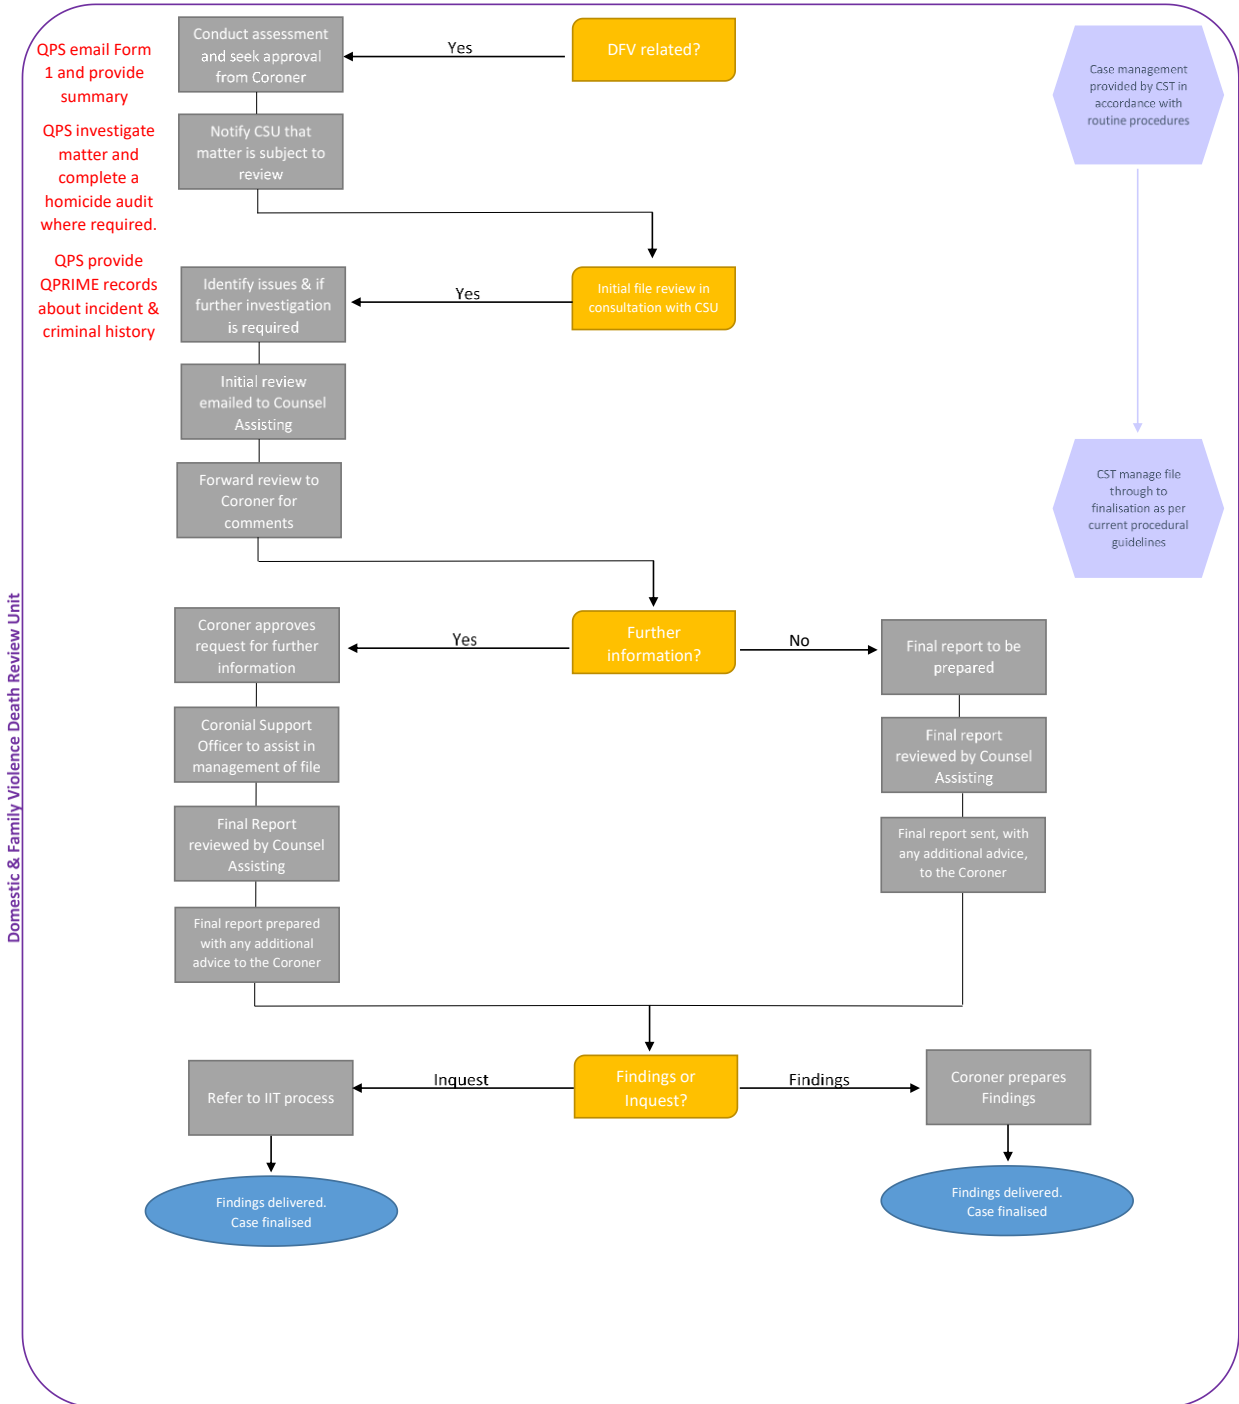 Conduct assessment
and seek approval
from Coroner
Yes
DFV related?
QPS email Form
1 and provide
summary
Case management
provided by CST in
accordance with
routine procedures
QPS investigate
matter and
complete a
homicide audit
where required.
Notify CSU that
matter is subject to
review
QPS provide
QPRIME records
about incident &
criminal history
Identify issues & if
further investigation
is required
Yes
Initial file review in
consultation with CSU
Initial review
emailed to Counsel
Assisting
Forward review to
Coroner for
comments
CST manage file
through to
finalisation as per
current procedural
guidelines
Domestic & Family Violence Death Review Unit
Coroner approves
request for further
information
Yes
Further
information?
No
Final report to be
prepared
Coronial Support
Officer to assist in
management of file
Final report
reviewed by Counsel
Assisting
Final Report
reviewed by Counsel
Assisting
Final report sent, with
any additional advice,
to the Coroner
Final report prepared
with any additional
advice to the Coroner
Refer to IIT process
Inquest
Findings or
Inquest?
Findings
Coroner prepares
Findings
Findings delivered.
Case finalised
Findings delivered.
Case finalised